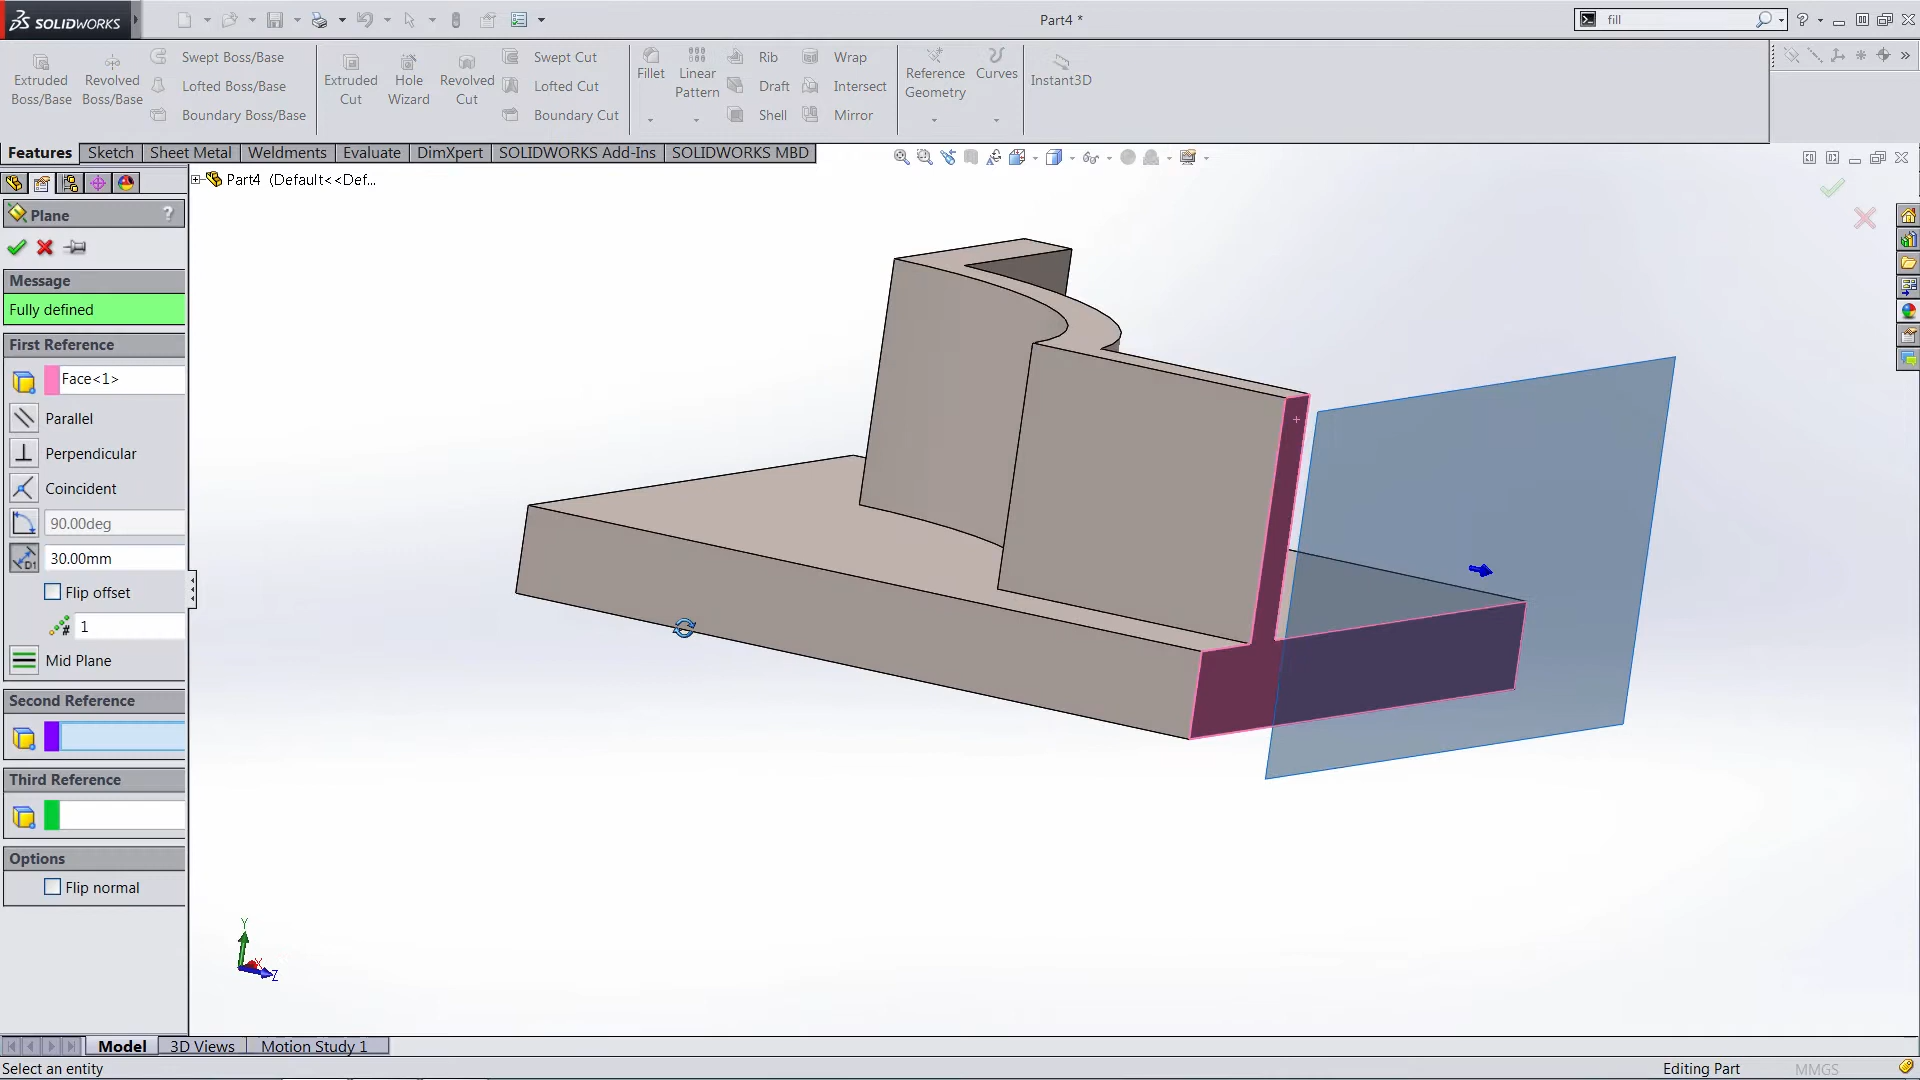 SOLIDWORKS
Part4 *
fill
Extruded Boss/Base
Revolved Boss/Base
Swept Boss/Base
Lofted Boss/Base
Boundary Boss/Base
Extruded Cut
Hole Wizard
Revolved Cut
Swept Cut
Lofted Cut
Boundary Cut
Fillet
Linear Pattern
Rib
Draft
Shell
Wrap
Intersect
Mirror
Reference Geometry
Curves
Instant3D
Features
Sketch
Sheet Metal
Weldments
Evaluate
DimXpert
SOLIDWORKS Add-Ins
SOLIDWORKS MBD
Part4 (Default<<Def...
Plane
?
Message
Fully defined
First Reference
Face<1>
Parallel
Perpendicular
Coincident
90.00deg
D1
30.00mm
Flip offset
# 1
Mid Plane
Second Reference
Third Reference
Options
Flip normal
Y
X
Z
Model
3D Views
Motion Study 1
Select an entity
Editing Part
MMGS